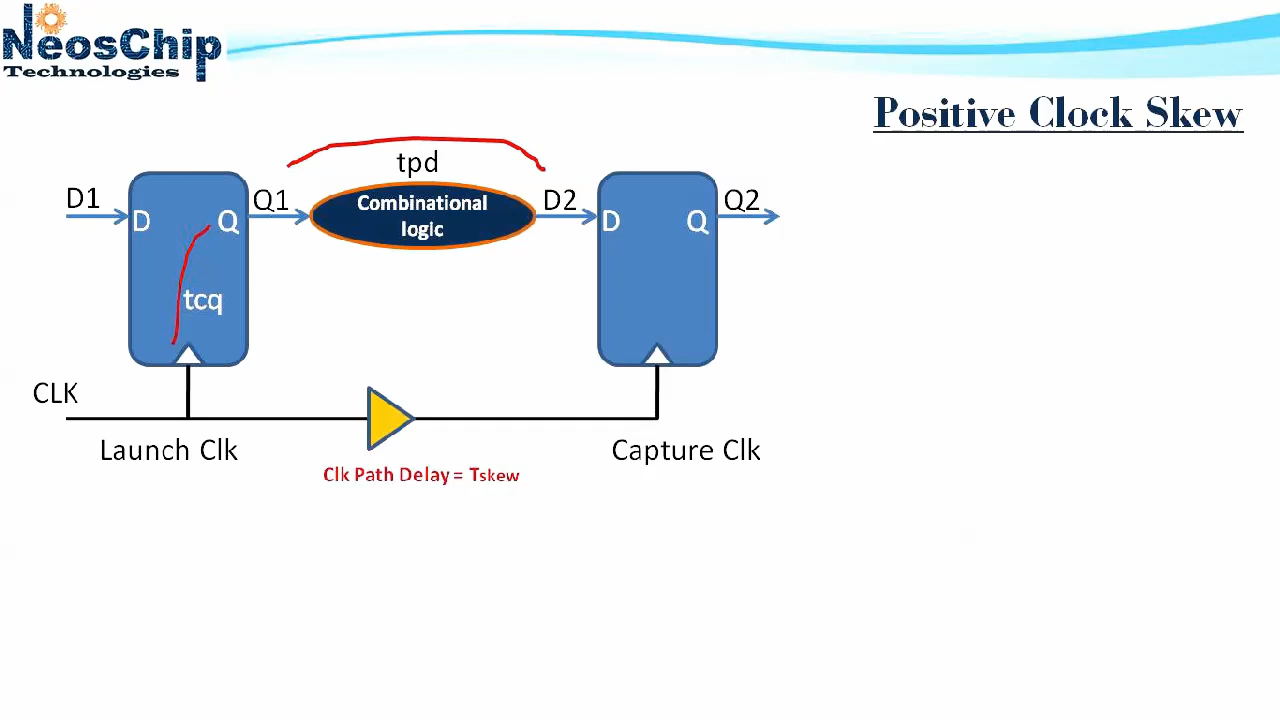 NeosChip
Technologies
Positive Clock Skew
tpd
D1
Q1
Combinational
logic
D2
Q2
D
Q
D
Q
tcq
CLK
Launch Clk
Capture Clk
Clk Path Delay = Tskew